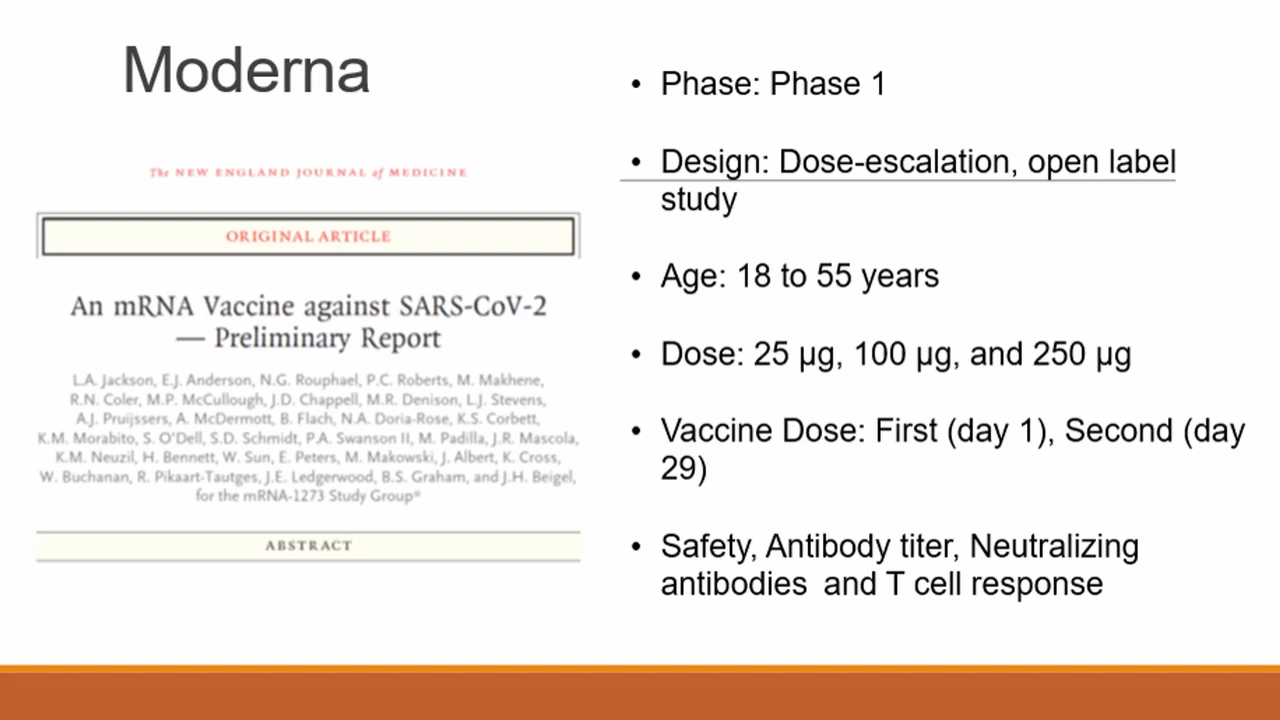 Moderna
The NEW ENGLAND JOURNAL of MEDICINE
ORIGINAL ARTICLE
An mRNA Vaccine against SARS-CoV-2
— Preliminary Report
L.A. Jackson, E.J. Anderson, N.G. Rouphael, P.C. Roberts, M. Makhene,
R.N. Coler, M.P. McCullough, J.D. Chappell, M.R. Denison, L.J. Stevens,
A.J. Pruijssers, A. McDermott, B. Flach, N.A. Doria-Rose, K.S. Corbett,
K.M. Morabito, S. O'Dell, S.D. Schmidt, P.A. Swanson II, M. Padilla, J.R. Mascola,
K.M. Neuzil, H. Bennett, W. Sun, E. Peters, M. Makowski, J. Albert, K. Cross,
W. Buchanan, R. Pikaart-Tautges, J.E. Ledgerwood, B.S. Graham, and J.H. Beigel,
for the mRNA-1273 Study Group*
ABSTRACT
• Phase: Phase 1
• Design: Dose-escalation, open label
study
• Age: 18 to 55 years
• Dose: 25 μg, 100 μg, and 250 μg
• Vaccine Dose: First (day 1), Second (day
29)
• Safety, Antibody titer, Neutralizing
antibodies  and T cell response